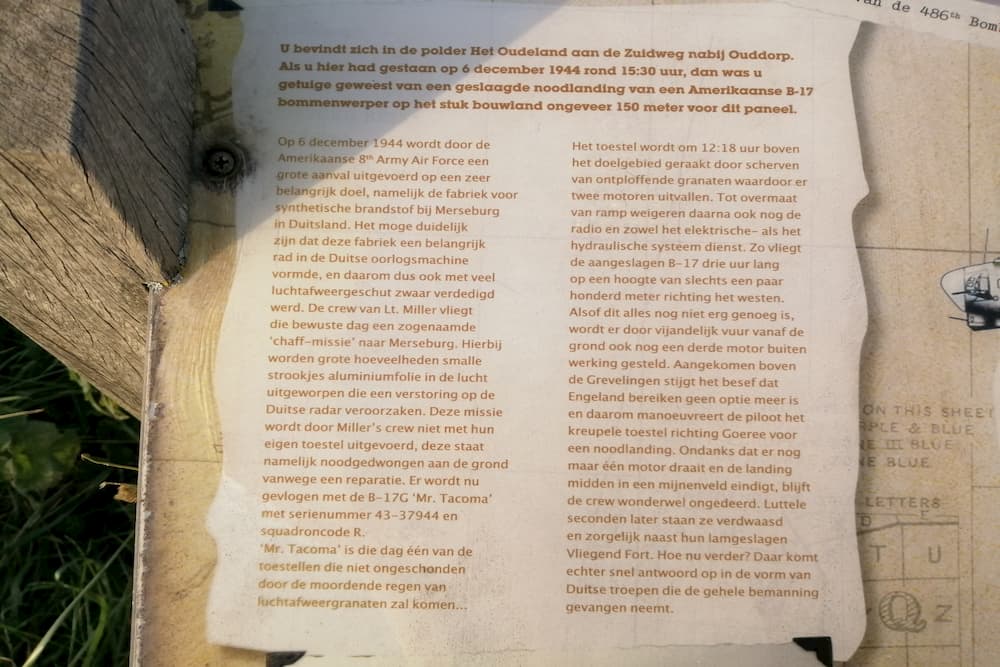 van de 486th
U bevindt zich in de polder Het Oudeland aan de Zuidweg nabij Ouddorp.
Als u hier had gestaan op 6 december 1944 rond 15:30 uur, dan was u
getuige geweest van een geslaagde noodlanding van een Amerikaanse B-17
bommenwerper op het stuk bouwland ongeveer 150 meter voor dit paneel.
Op 6 december 1944 wordt door de
Amerikaanse 8th Army Air Force een
grote aanval uitgevoerd op een zeer
belangrijk doel, namelijk de fabriek voor
synthetische brandstof bij Merseburg
in Duitsland. Het moge duidelijk
zijn dat deze fabriek een belangrijk
rad in de Duitse oorlogsmachine
vormde, en daarom dus ook met veel
luchtafweergeschut zwaar verdedigd
werd. De crew van Lt. Miller vliegt
die bewuste dag een zogenaamde
‘chaff-missie’ naar Merseburg. Hierbij
worden grote hoeveelheden smalle
strookjes aluminiumfolie in de lucht
uitgeworpen die een verstoring op de
Duitse radar veroorzaken. Deze missie
wordt door Miller’s crew niet met hun
eigen toestel uitgevoerd, deze staat
namelijk noodgedwongen aan de grond
vanwege een reparatie. Er wordt nu
gevlogen met de B-17G ‘Mr. Tacoma’
met serienummer 43-37944 en
squadroncode R.
‘Mr. Tacoma’ is die dag één van de
toestellen die niet ongeschonden
door de moordende regen van
luchtafweergranaten zal komen...
Het toestel wordt om 12:18 uur boven
het doelgebied geraakt door scherven
van ontploffende granaten waardoor er
twee motoren uitvallen. Tot overmaat
van ramp weigeren daarna ook nog de
radio en zowel het elektrische- als het
hydraulische systeem dienst. Zo vliegt
de aangeslagen B-17 drie uur lang
op een hoogte van slechts een paar
honderd meter richting het westen.
Alsof dit alles nog niet erg genoeg is,
wordt er door vijandelijk vuur vanaf de
grond ook nog een derde motor buiten
werking gesteld. Aangekomen boven
de Grevelingen stijgt het besef dat
Engeland bereiken geen optie meer is
en daarom manoeuvreert de piloot het
kreupele toestel richting Goeree voor
een noodlanding. Ondanks dat er nog
maar één motor draait en de landing
midden in een mijnenveld eindigt, blijft
de crew wonderwel ongedeerd. Luttele
seconden later staan ze verdwaasd
en zorgelijk naast hun lamgeslagen
Vliegend Fort. Hoe nu verder? Daar komt
echter snel antwoord op in de vorm van
Duitse troepen die de gehele bemanning
gevangen neemt.
ON THIS SHEET
& BLUE
III BLUE
BLUE
LETTERS
E
T U
Q Z